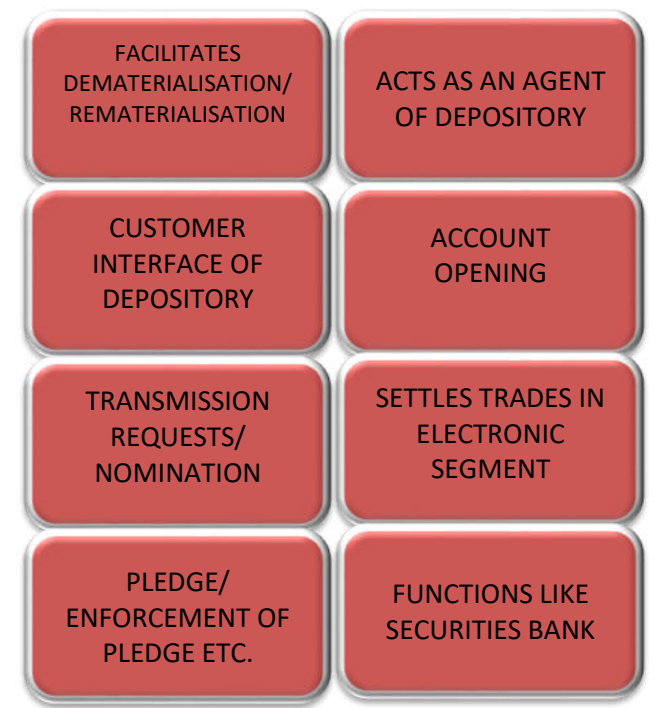 FACILITATES
DEMATERIALISATION/
REMATERIALISATION
ACTS AS AN AGENT
OF DEPOSITORY
CUSTOMER
INTERFACE OF
DEPOSITORY
ACCOUNT
OPENING
TRANSMISSION
REQUESTS/
NOMINATION
SETTLES TRADES IN
ELECTRONIC
SEGMENT
PLEDGE/
ENFORCEMENT OF
PLEDGE ETC.
FUNCTIONS LIKE
SECURITIES BANK